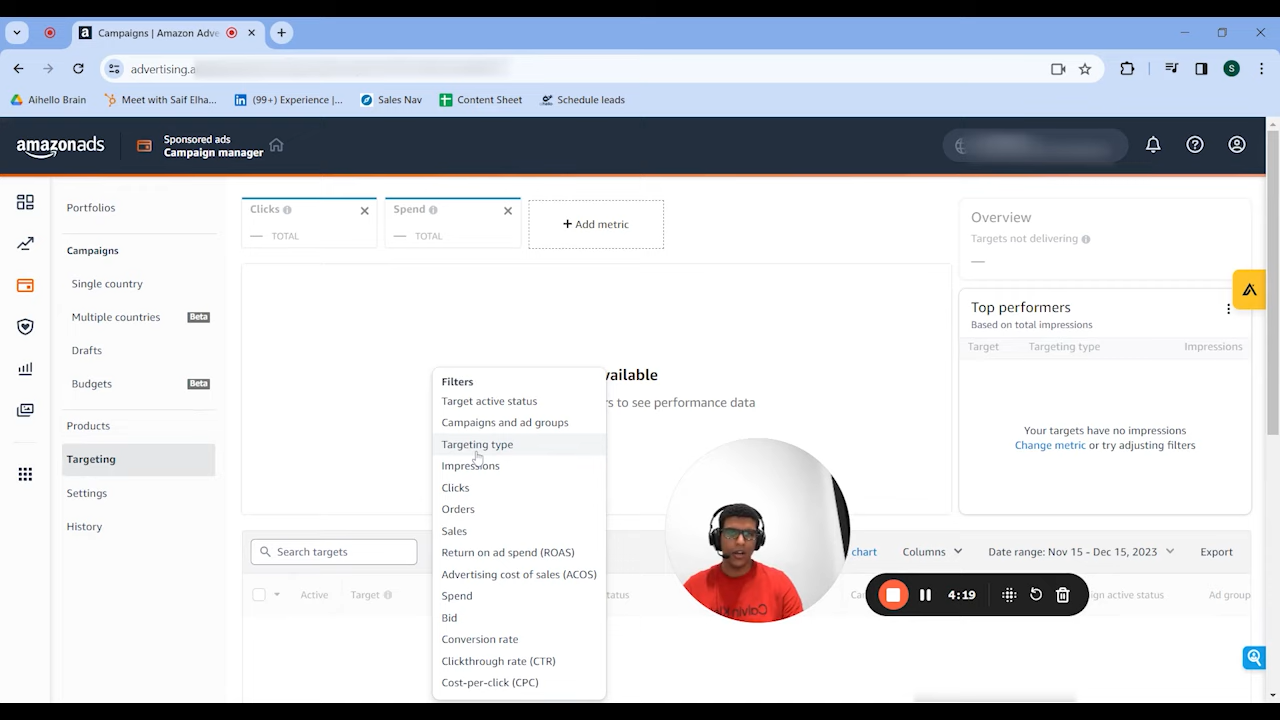 Campaigns | Amazon Adve
advertising.a
Aihello Brain
Meet with Saif Elha...
(99+) Experience |...
Sales Nav
Content Sheet
Schedule leads
S
amazonads
Sponsored ads
Campaign manager
Portfolios
Campaigns
Single country
Multiple countries Beta
Drafts
Budgets Beta
Products
Targeting
Settings
History
Clicks
— TOTAL
Spend
— TOTAL
+ Add metric
Overview
Targets not delivering
—
Top performers
Based on total impressions
Target Targeting type Impressions
Your targets have no impressions
Change metric or try adjusting filters
vailable
rs to see performance data
Filters
Target active status
Campaigns and ad groups
Targeting type
Impressions
Clicks
Orders
Sales
Return on ad spend (ROAS)
Advertising cost of sales (ACOS)
Spend
Bid
Conversion rate
Clickthrough rate (CTR)
Cost-per-click (CPC)
Search targets
chart
Columns
Date range: Nov 15 - Dec 15, 2023
Export
Active Target tatus Ca gn active status Ad group
4:19